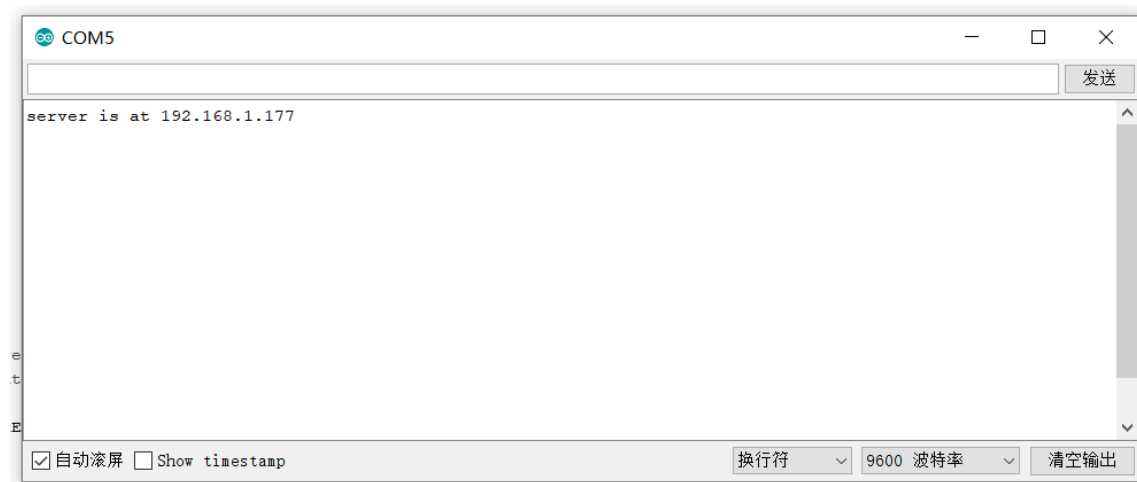 COM5
发送
server is at 192.168.1.177
e
t
E
自动滚屏 Show timestamp 换行符 9600 波特率 清空输出